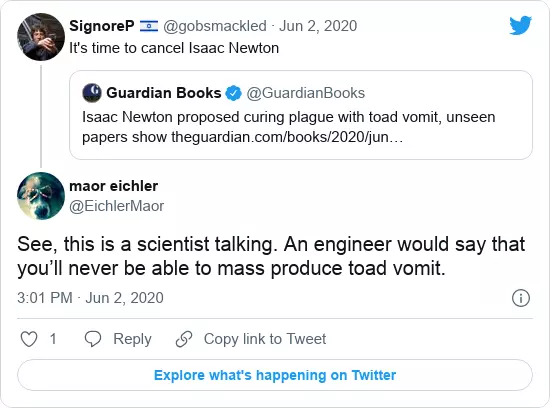 SignoreP 🇮🇱 @gobsmackled · Jun 2, 2020
It's time to cancel Isaac Newton
Guardian Books @GuardianBooks
Isaac Newton proposed curing plague with toad vomit, unseen
papers show theguardian.com/books/2020/jun…
maor eichler
@EichlerMaor
See, this is a scientist talking. An engineer would say that
you’ll never be able to mass produce toad vomit.
3:01 PM · Jun 2, 2020
1 Reply Copy link to Tweet
Explore what's happening on Twitter